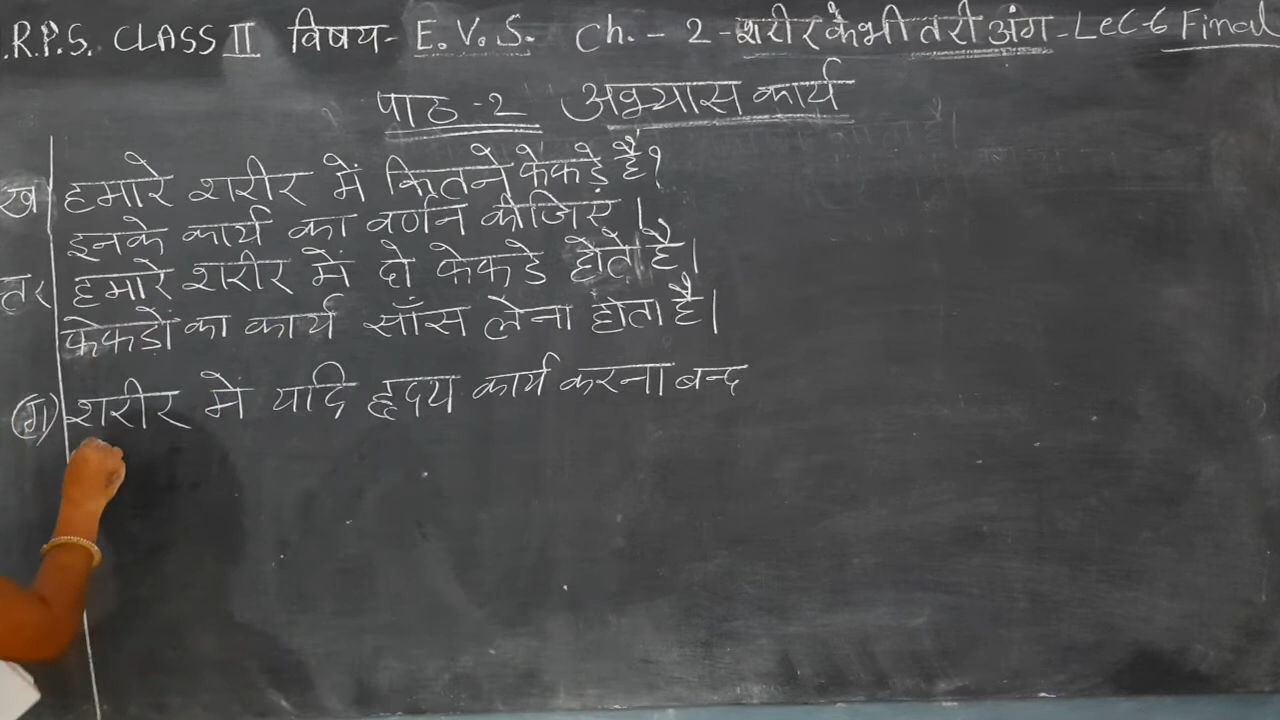 .R.P.S. CLASS II विषय- E.V.S. Ch.- 2-शरीर के भीतरी अंग-Lec-6 Final
पाठ-2 अभ्यास कार्य
ख हमारे शरीर में कितने फेफड़े हैं?
इनके कार्य का वर्णन कीजिए।
तर हमारे शरीर में दो फेफडे होते है।
फेफड़ों का कार्य साँस लेना होता है।
ग) शरीर मे यदि हृदय कार्य करना बन्द